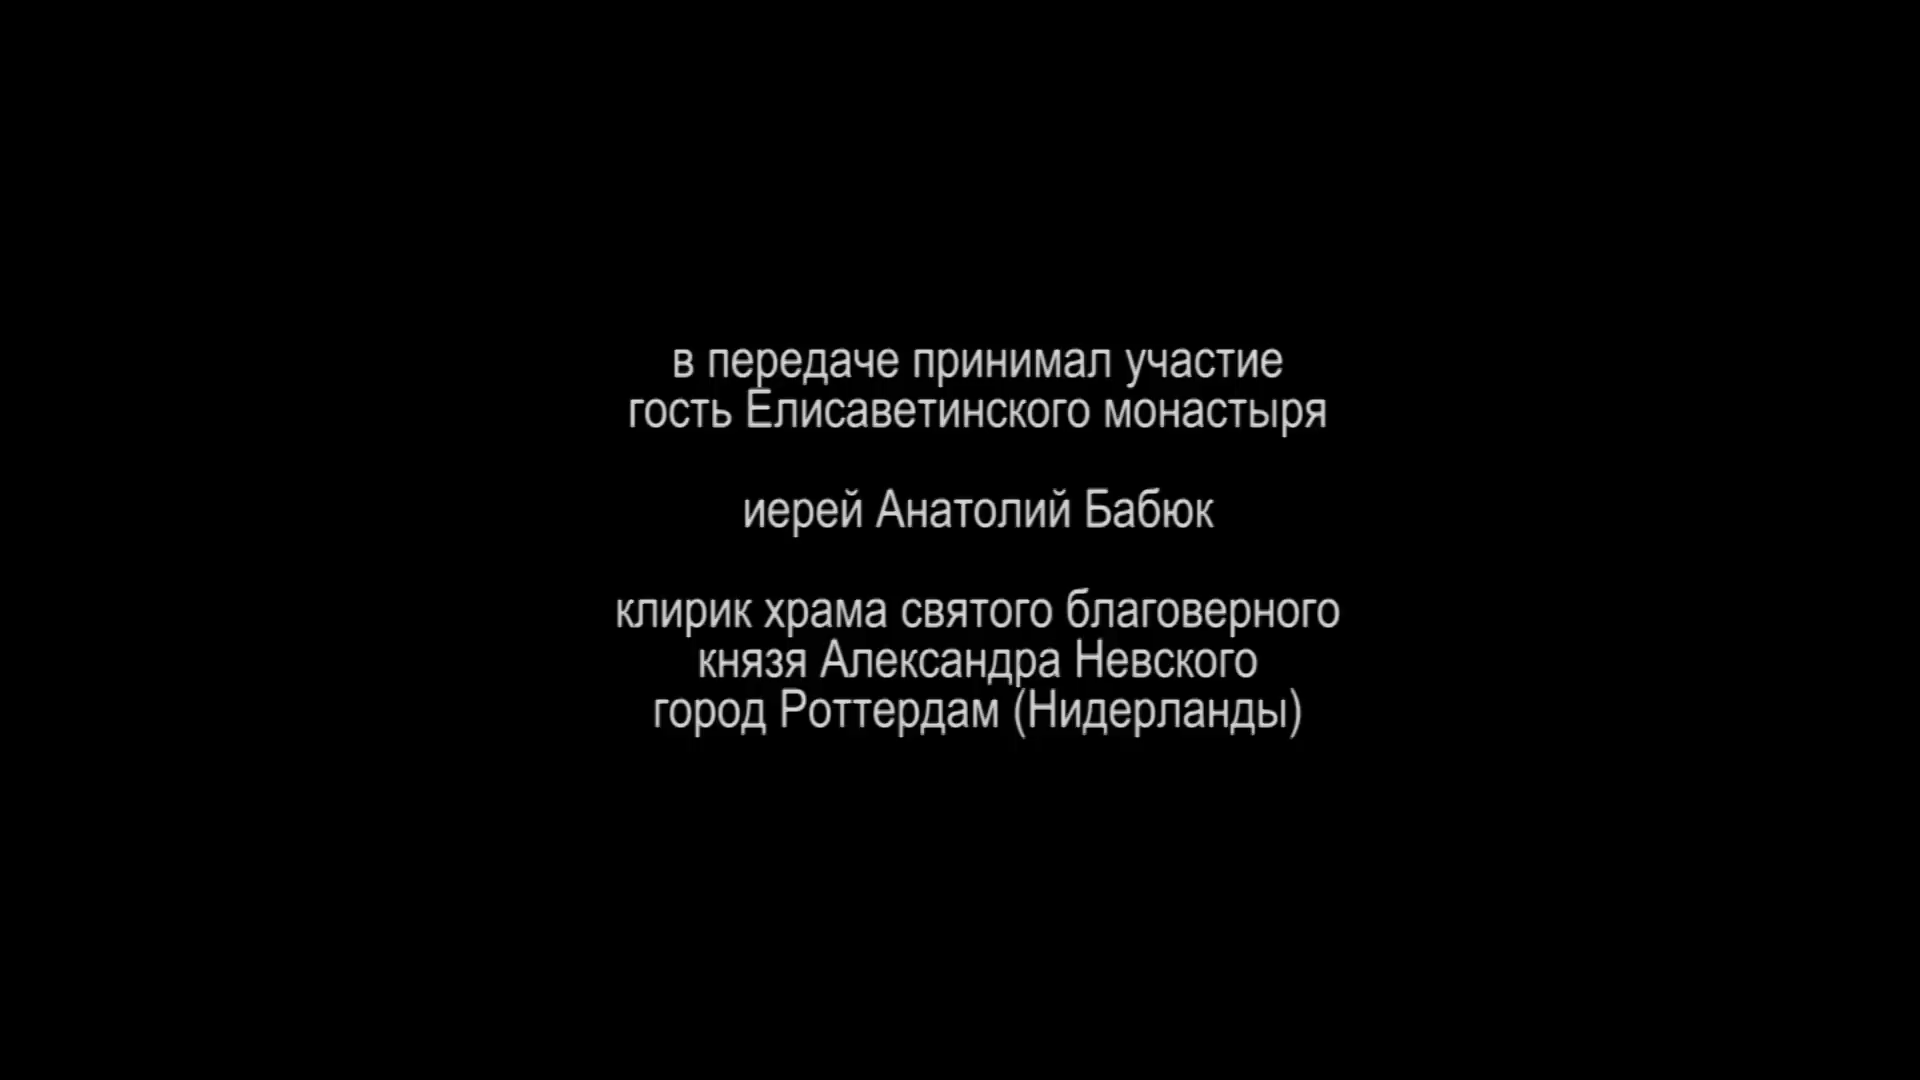 в передаче принимал участие
гость Елисаветинского монастыря
иерей Анатолий Бабюк
клирик храма святого благоверного
князя Александра Невского
город Роттердам (Нидерланды)